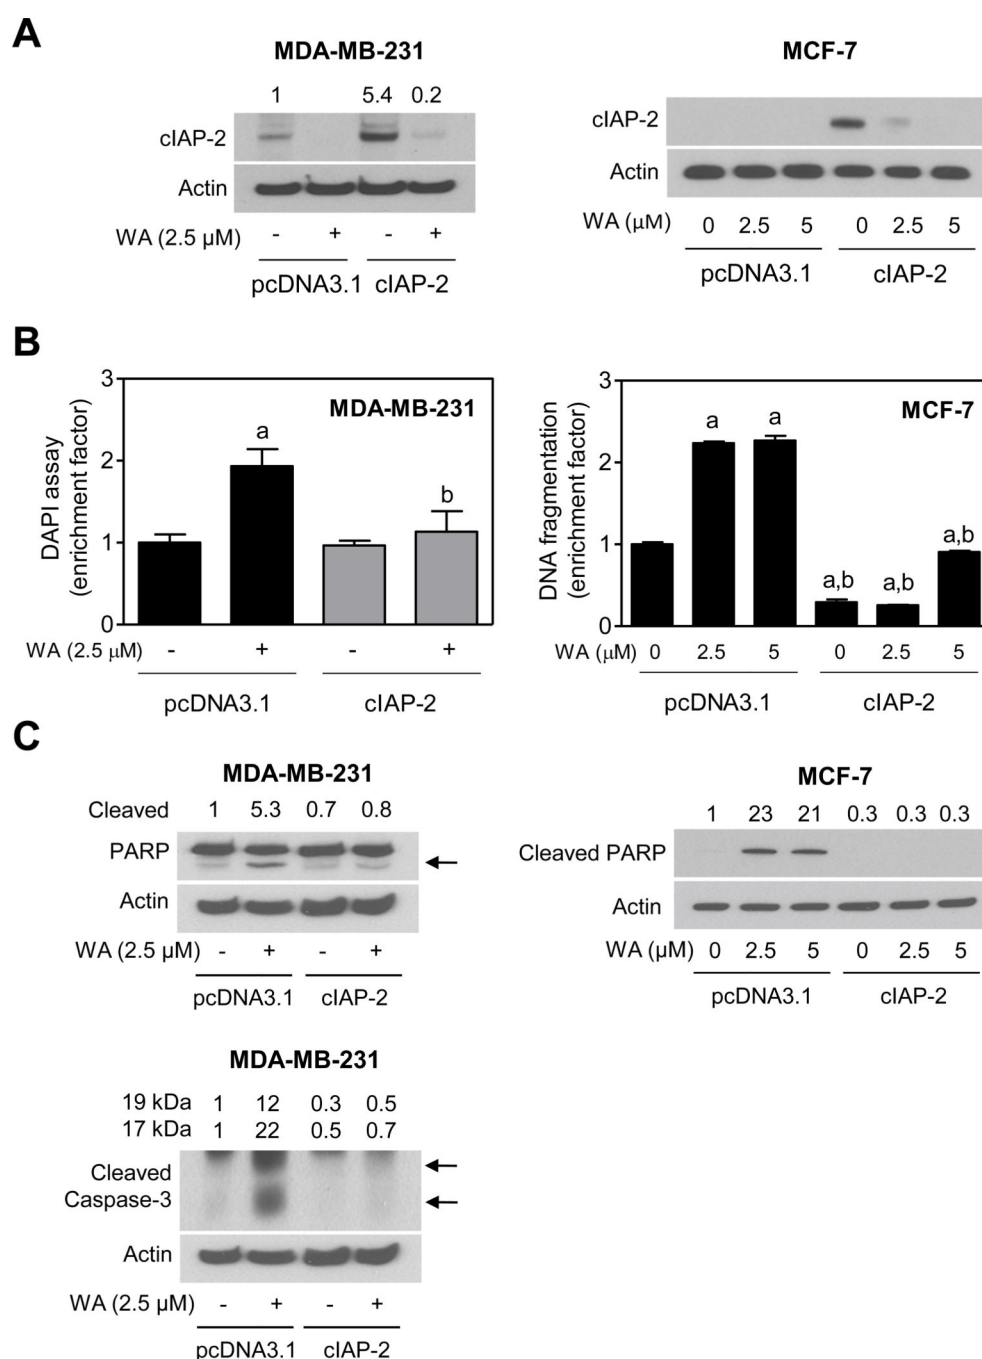 A
MDA-MB-231
1 5.4 0.2
cIAP-2
Actin
WA (2.5 µM) - + - +
pcDNA3.1 cIAP-2
MCF-7
cIAP-2
Actin
WA (µM) 0 2.5 5 0 2.5 5
pcDNA3.1 cIAP-2
B
MDA-MB-231
DAPI assay
(enrichment factor)
3
2
1
0
a
b
WA (2.5 µM) - + - +
pcDNA3.1 cIAP-2
MCF-7
DNA fragmentation
(enrichment factor)
3
2
1
0
a a
a,b a,b a,b
WA (µM) 0 2.5 5 0 2.5 5
pcDNA3.1 cIAP-2
C
MDA-MB-231
Cleaved 1 5.3 0.7 0.8
PARP
Actin
WA (2.5 µM) - + - +
pcDNA3.1 cIAP-2
MCF-7
1 23 21 0.3 0.3 0.3
Cleaved PARP
Actin
WA (µM) 0 2.5 5 0 2.5 5
pcDNA3.1 cIAP-2
MDA-MB-231
19 kDa 1 12 0.3 0.5
17 kDa 1 22 0.5 0.7
Cleaved
Caspase-3
Actin
WA (2.5 µM) - + - +
pcDNA3.1 cIAP-2